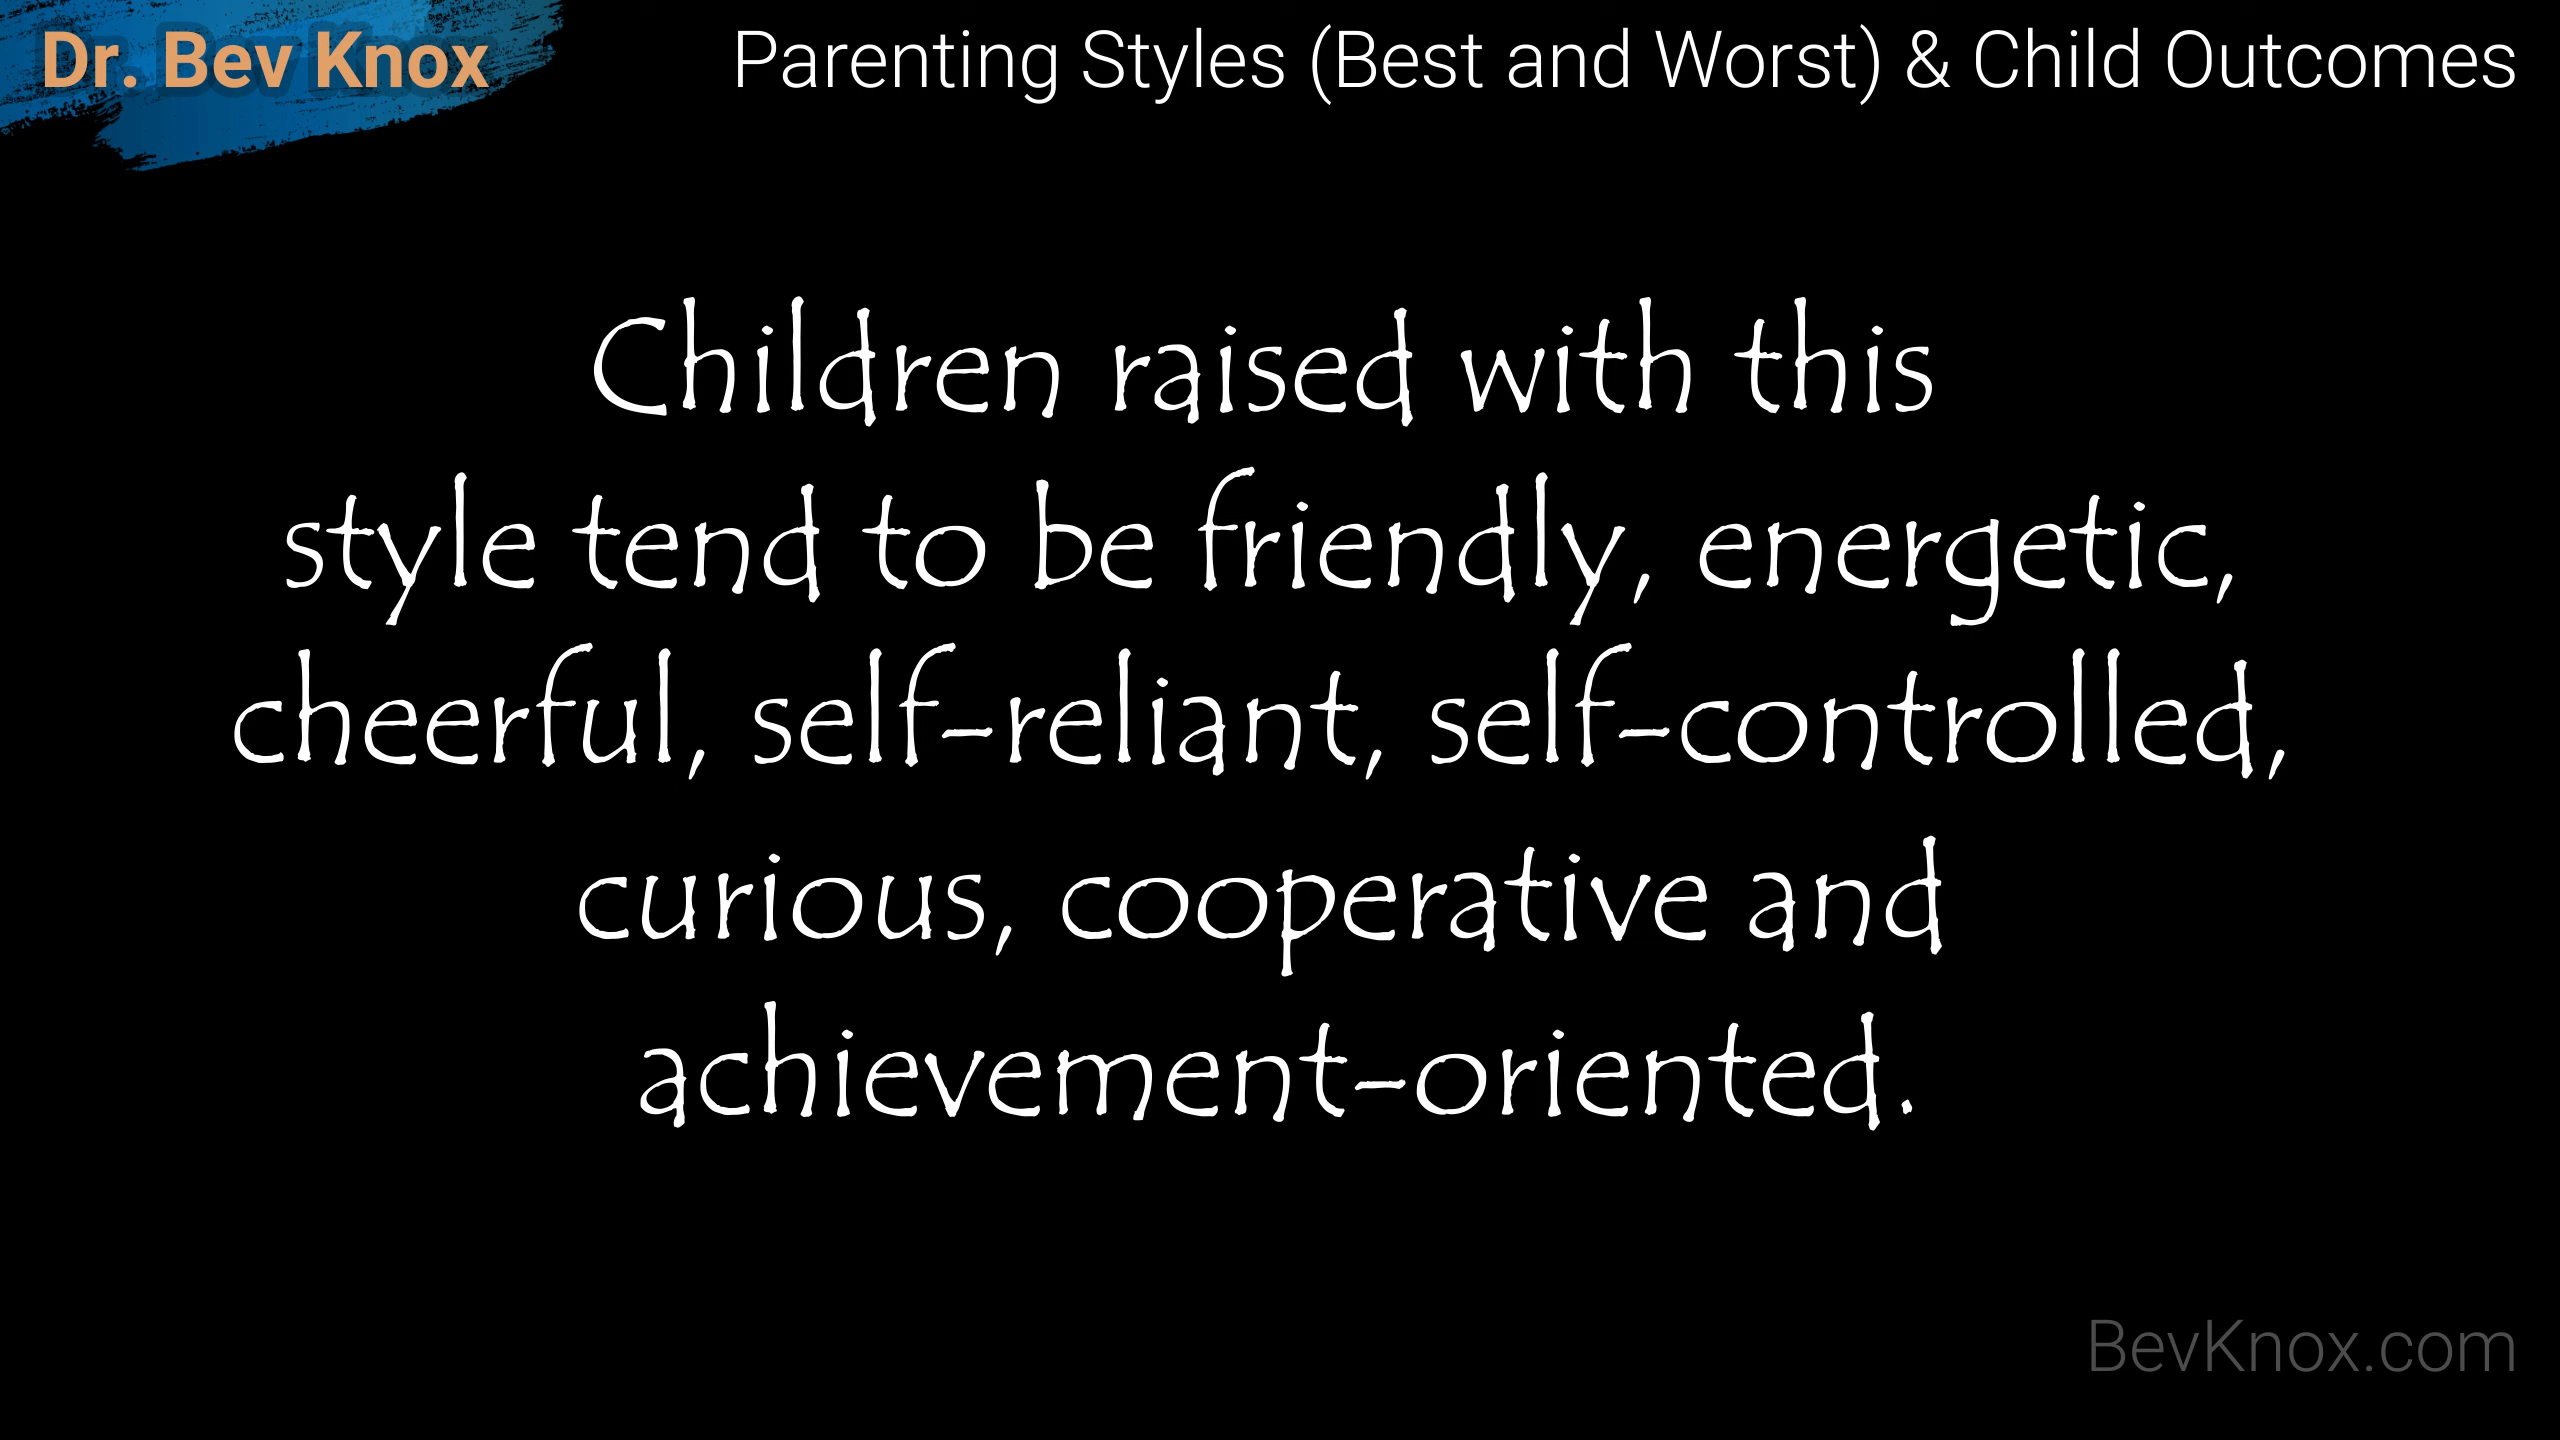 Dr. Bev Knox
Parenting Styles (Best and Worst) & Child Outcomes
Children raised with this
style tend to be friendly, energetic,
cheerful, self-reliant, self-controlled,
curious, cooperative and
achievement-oriented.
BevKnox.com